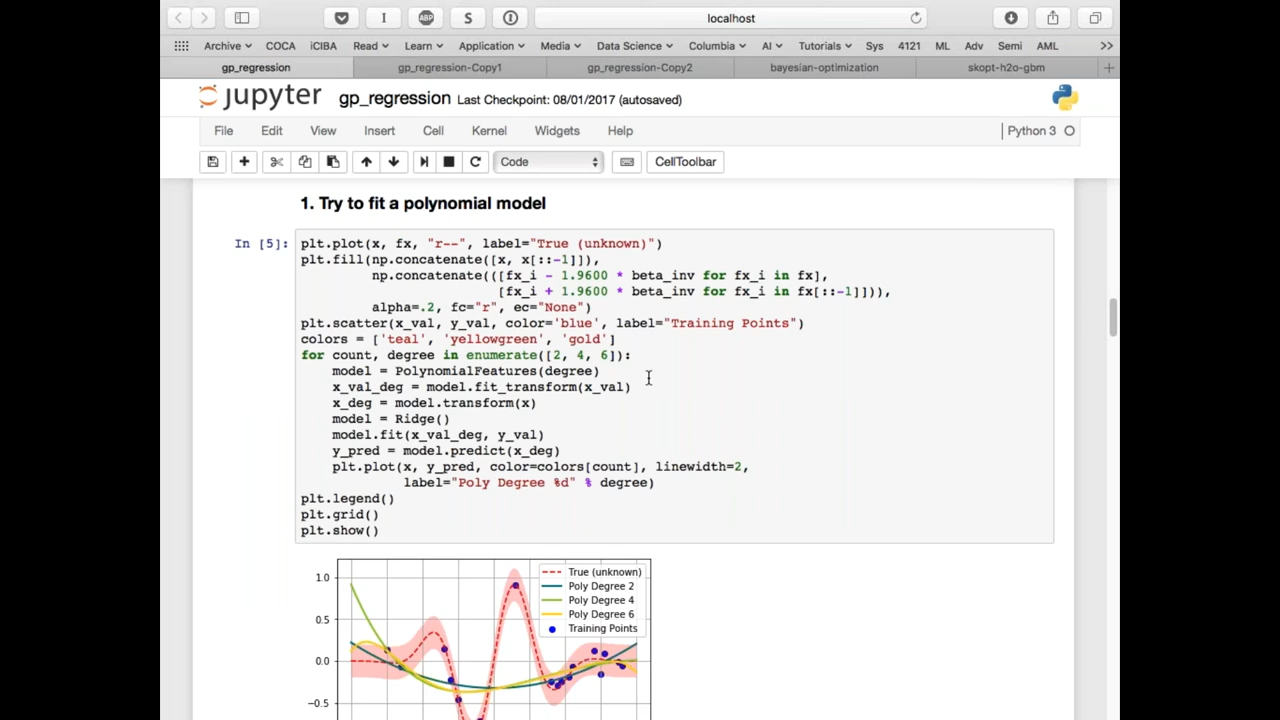 localhost
Archive COCA iCIBA Read Learn Application Media Data Science Columbia AI Tutorials Sys 4121 ML Adv Semi AML >>
gp_regression gp_regression-Copy1 gp_regression-Copy2 bayesian-optimization skopt-h2o-gbm +
jupyter gp_regression Last Checkpoint: 08/01/2017 (autosaved)
File Edit View Insert Cell Kernel Widgets Help Python 3
Code CellToolbar
1. Try to fit a polynomial model
In [5]: plt.plot(x, fx, "r--", label="True (unknown)")
plt.fill(np.concatenate([x, x[::-1]]),
np.concatenate(([fx_i - 1.9600 * beta_inv for fx_i in fx],
[fx_i + 1.9600 * beta_inv for fx_i in fx[::-1]])),
alpha=.2, fc="r", ec="None")
plt.scatter(x_val, y_val, color='blue', label="Training Points")
colors = ['teal', 'yellowgreen', 'gold']
for count, degree in enumerate([2, 4, 6]):
model = PolynomialFeatures(degree)
x_val_deg = model.fit_transform(x_val)
x_deg = model.transform(x)
model = Ridge()
model.fit(x_val_deg, y_val)
y_pred = model.predict(x_deg)
plt.plot(x, y_pred, color=colors[count], linewidth=2,
label="Poly Degree %d" % degree)
plt.legend()
plt.grid()
plt.show()
True (unknown)
1.0 Poly Degree 2
Poly Degree 4
0.5 Poly Degree 6
Training Points
0.0
−0.5